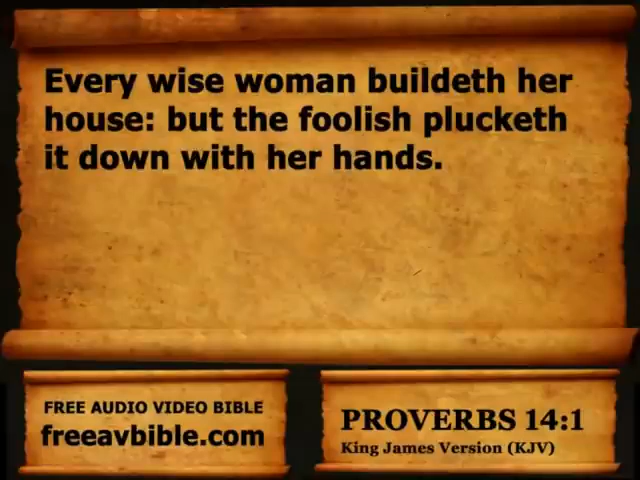 Every wise woman buildeth her
house: but the foolish plucketh
it down with her hands.
FREE AUDIO VIDEO BIBLE
freeavbible.com
PROVERBS 14:1
King James Version (KJV)